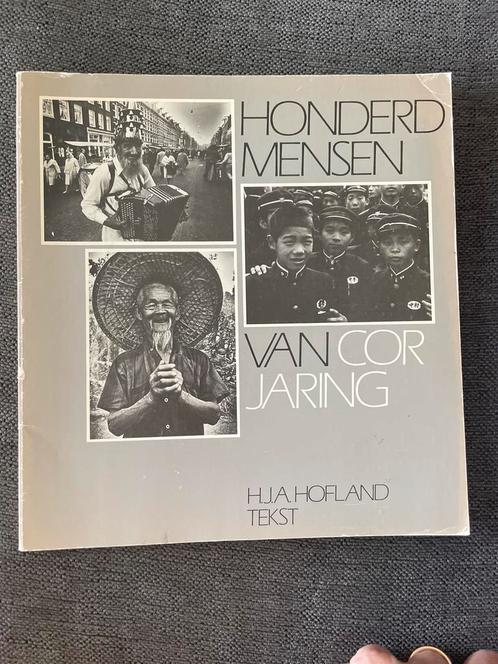 HONDERD
MENSEN
VAN COR
JARING
H.J.A. HOFLAND
TEKST